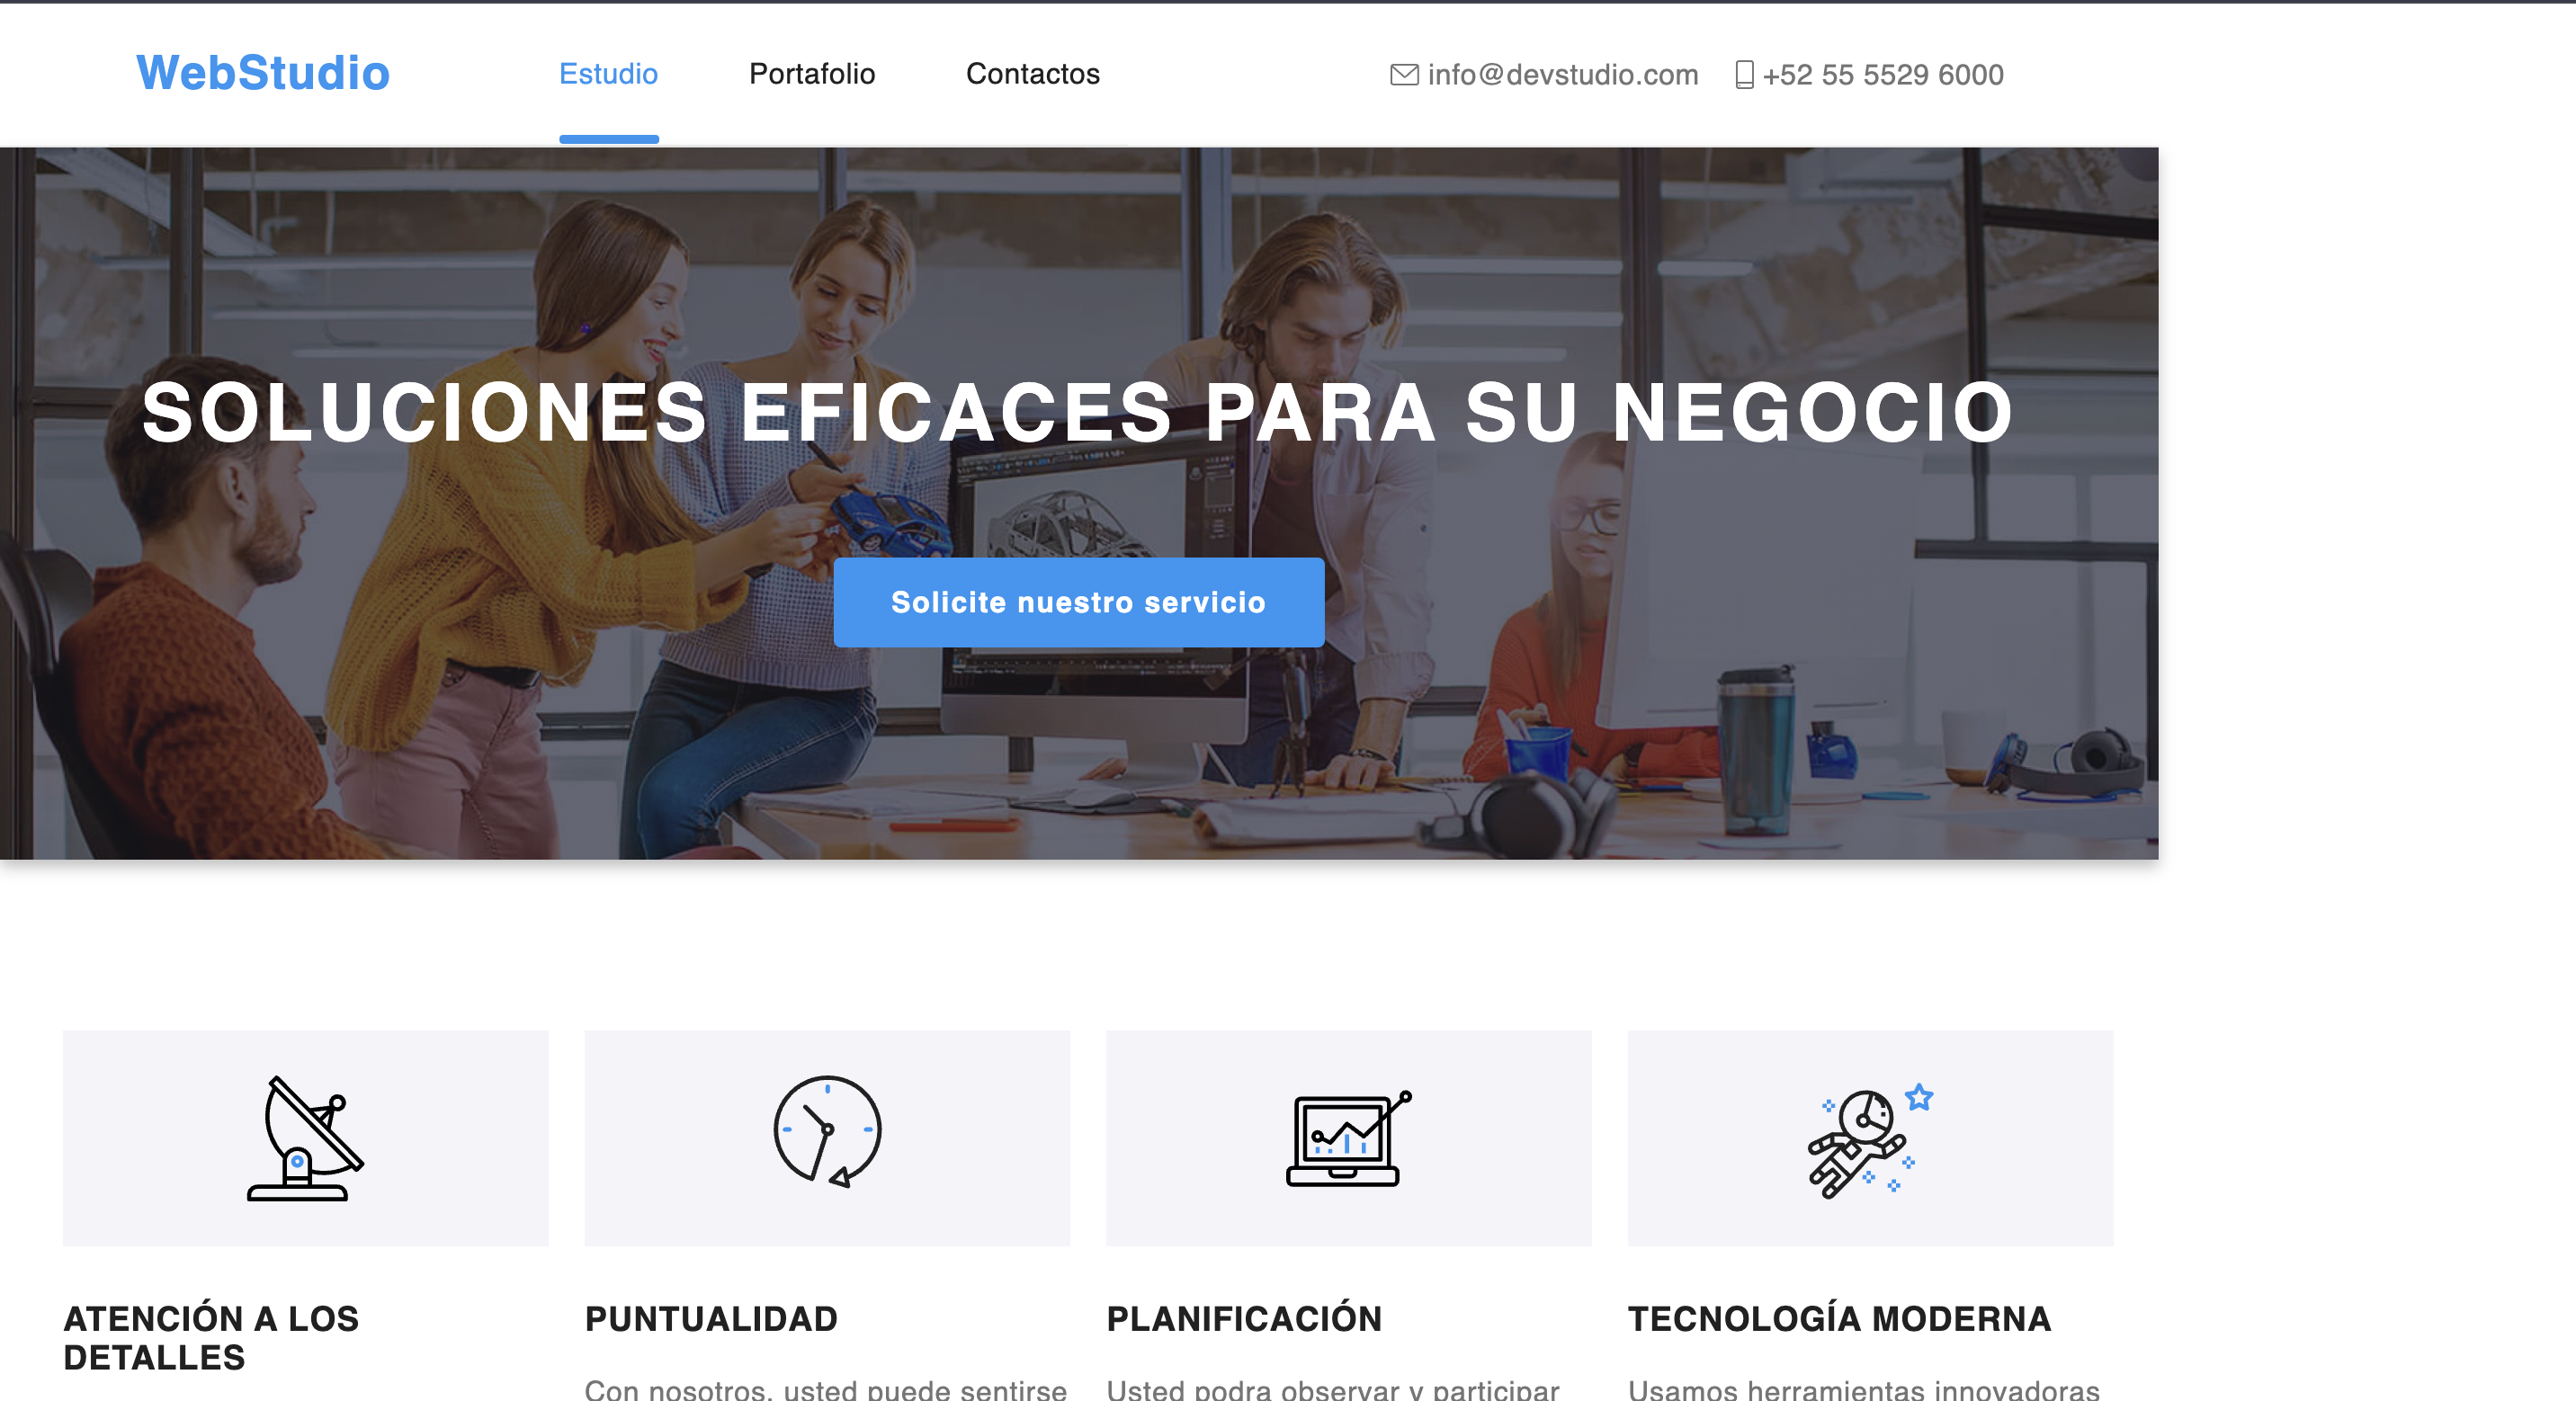 WebStudio
Estudio Portafolio Contactos
info@devstudio.com +52 55 5529 6000
SOLUCIONES EFICACES PARA SU NEGOCIO
Solicite nuestro servicio
ATENCIÓN A LOS
DETALLES
PUNTUALIDAD
Con nosotros, usted puede sentirse
PLANIFICACIÓN
Usted podra observar y participar
TECNOLOGÍA MODERNA
Usamos herramientas innovadoras